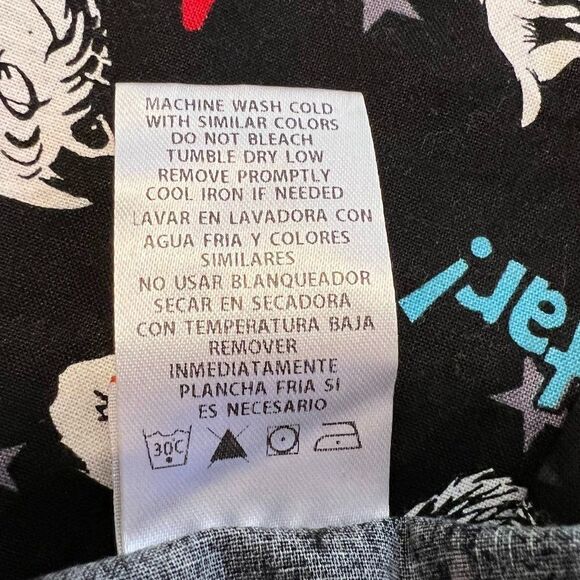 MACHINE WASH COLD
WITH SIMILAR COLORS
DO NOT BLEACH
TUMBLE DRY LOW
REMOVE PROMPTLY
COOL IRON IF NEEDED
LAVAR EN LAVADORA CON
AGUA FRIA Y COLORES
SIMILARES
NO USAR BLANQUEADOR
SECAR EN SECADORA
CON TEMPERATURA BAJA
REMOVER
INMEDIATAMENTE
PLANCHA FRIA SI
ES NECESARIO
30C
tar!